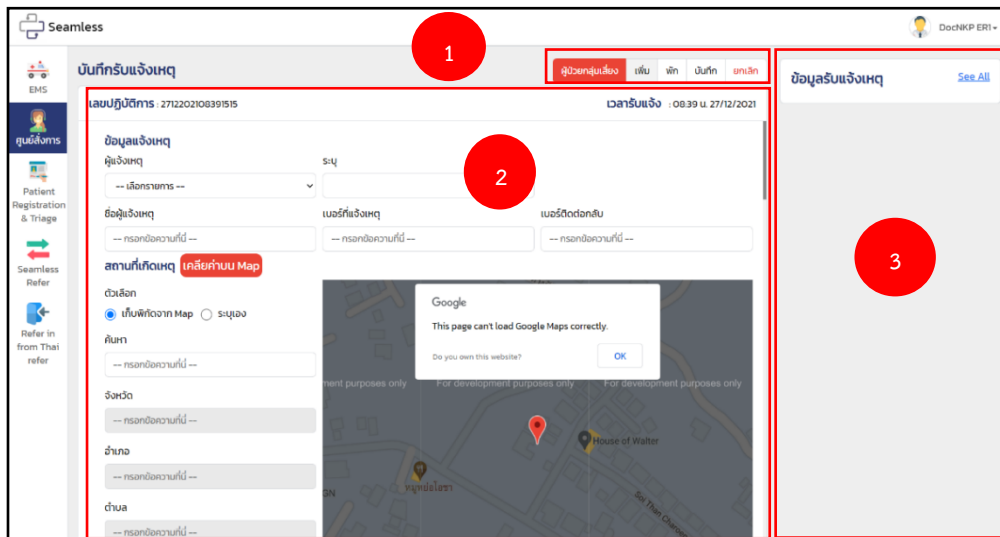 Seamless
DocNKP ER1
1
EMS
ศูนย์สั่งการ
Patient
Registration
& Triage
Seamless
Refer
Refer in
from Thai
refer
บันทึกรับแจ้งเหตุ
ผู้ป่วยกลุ่มเสี่ยง เพิ่ม พัก บันทึก ยกเลิก
เลขปฏิบัติการ : 2712202108391515
เวลารับแจ้ง : 08:39 น. 27/12/2021
ข้อมูลแจ้งเหตุ
ผู้แจ้งเหตุ ระบุ
-- เลือกรายการ --
2
ชื่อผู้แจ้งเหตุ เบอร์ที่แจ้งเหตุ เบอร์ติดต่อกลับ
-- กรอกข้อความที่นี่ -- -- กรอกข้อความที่นี่ -- -- กรอกข้อความที่นี่ --
สถานที่เกิดเหตุ เคลียค่าบน Map
ตัวเลือก
เก็บพิกัดจาก Map ระบุเอง
ค้นหา
-- กรอกข้อความที่นี่ --
จังหวัด
-- กรอกข้อความที่นี่ --
อำเภอ
-- กรอกข้อความที่นี่ --
ตำบล
-- กรอกข้อความที่นี่ --
Google
This page can't load Google Maps correctly.
Do you own this website? OK
ment purposes only For development purposes only For development purposes only
House of Walter
หมูหย่อโอชา
GN
Soi Than Charoen
ข้อมูลรับแจ้งเหตุ See All
3